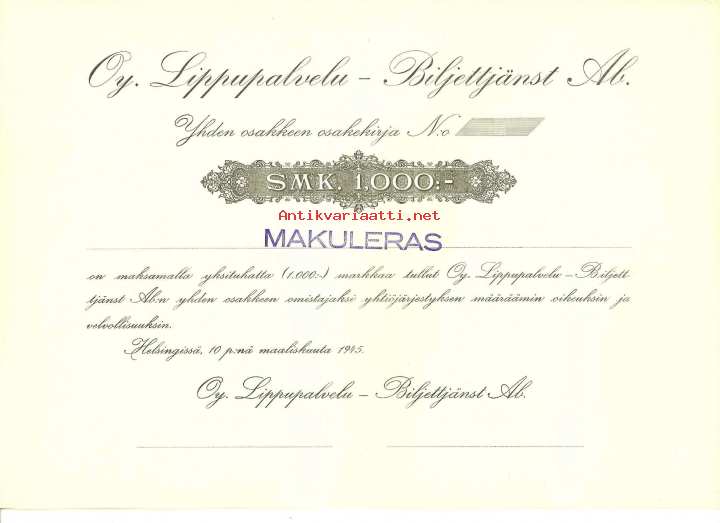 Oy. Lippupalvelu – Biljettjänst Ab.
Yhden osakkeen osakekirja N:o
SMK. 1,000:-
Antikvariaatti.net
MAKULERAS
on maksamalla yksituhatta (1,000:-) markkaa tullut Oy. Lippupalvelu – Biljett-
tjänst Ab:n yhden osakkeen omistajaksi yhtiöjärjestyksen määräämin oikeuksin ja
velvollisuuksin.
Helsingissä, 10 p:nä maaliskuuta 1945.
Oy. Lippupalvelu – Biljettjänst Ab.